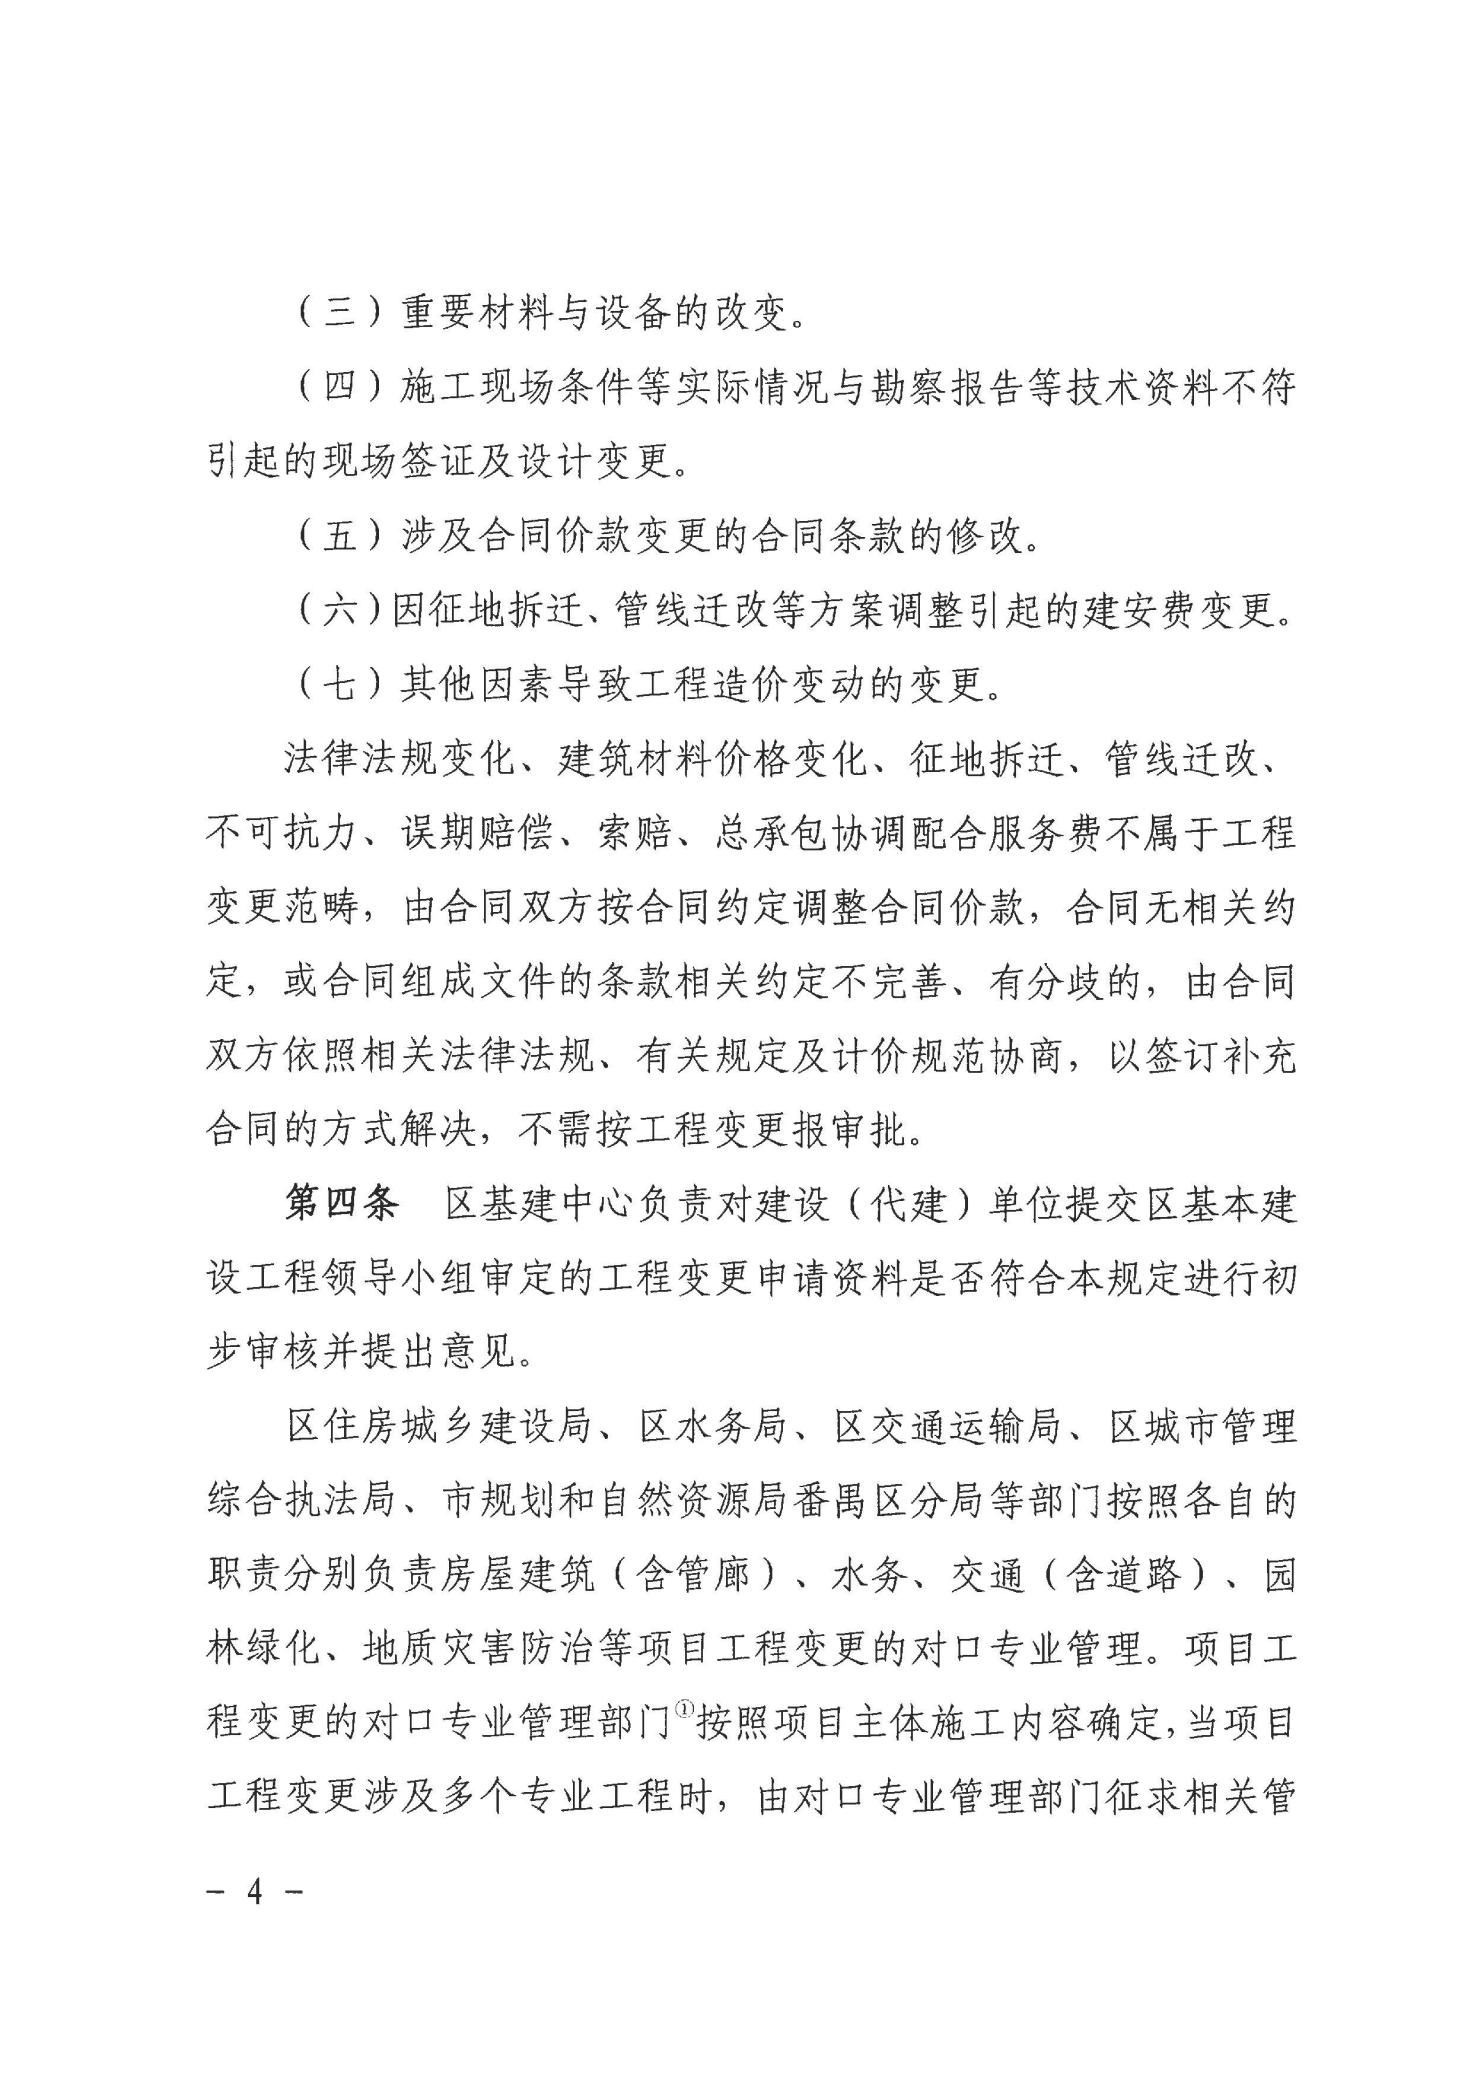 （三）重要材料与设备的改变。
（四）施工现场条件等实际情况与勘察报告等技术资料不符
引起的现场签证及设计变更。
（五）涉及合同价款变更的合同条款的修改。
（六）因征地拆迁、管线迁改等方案调整引起的建安费变更。
（七）其他因素导致工程造价变动的变更。
法律法规变化、建筑材料价格变化、征地拆迁、管线迁改、
不可抗力、误期赔偿、索赔、总承包协调配合服务费不属于工程
变更范畴，由合同双方按合同约定调整合同价款，合同无相关约
定，或合同组成文件的条款相关约定不完善、有分歧的，由合同
双方依照相关法律法规、有关规定及计价规范协商，以签订补充
合同的方式解决，不需按工程变更报审批。
第四条　区基建中心负责对建设（代建）单位提交区基本建
设工程领导小组审定的工程变更申请资料是否符合本规定进行初
步审核并提出意见。
区住房城乡建设局、区水务局、区交通运输局、区城市管理
综合执法局、市规划和自然资源局番禺区分局等部门按照各自的
职责分别负责房屋建筑（含管廊）、水务、交通（含道路）、园
林绿化、地质灾害防治等项目工程变更的对口专业管理。项目工
程变更的对口专业管理部门①按照项目主体施工内容确定，当项目
工程变更涉及多个专业工程时，由对口专业管理部门征求相关管
- 4 -